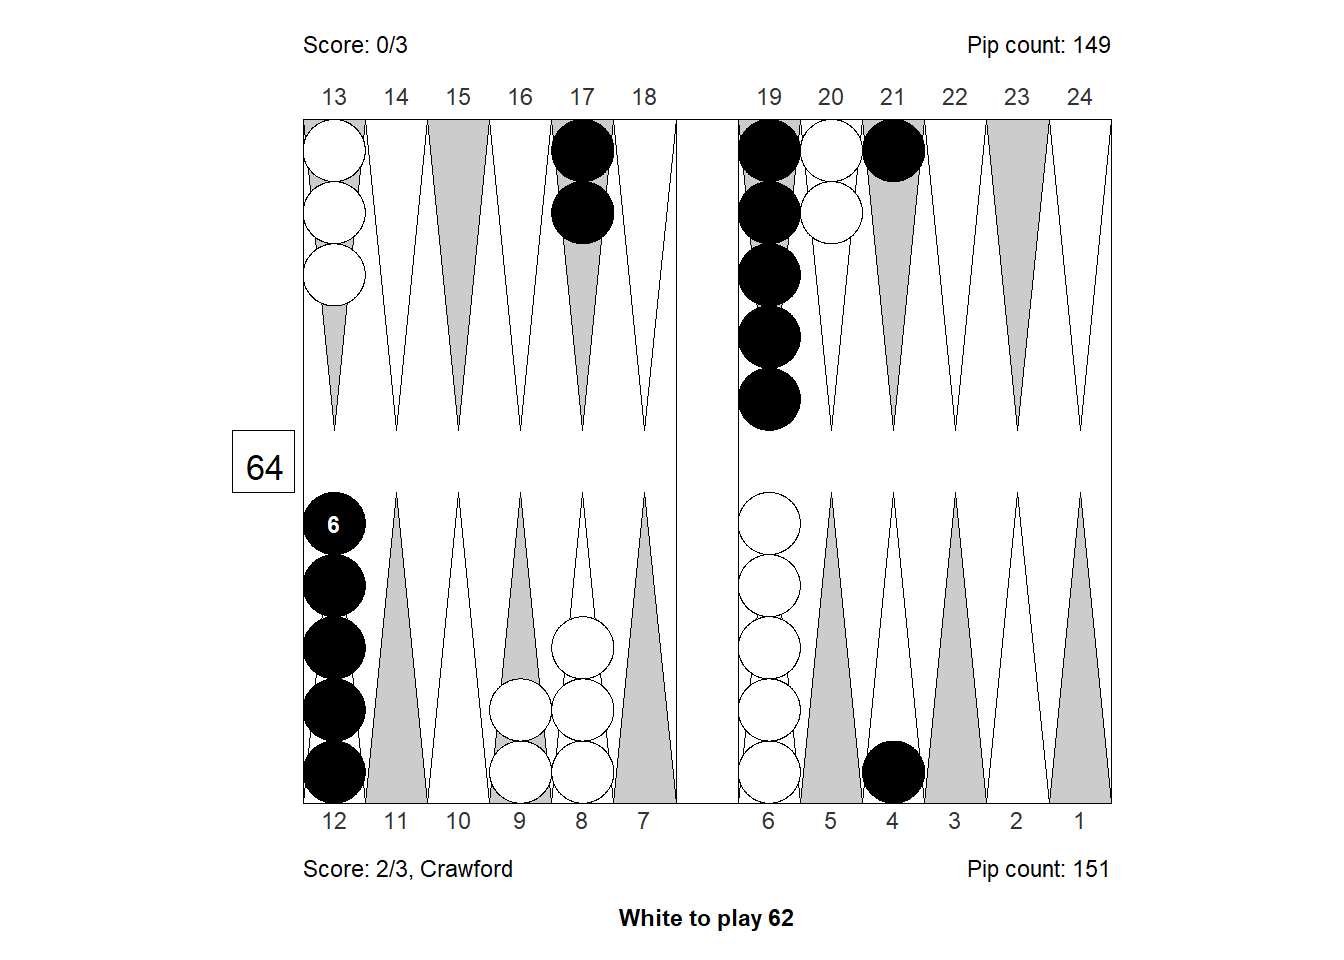 Score: 0/3 Pip count: 149
13 14 15 16 17 18 19 20 21 22 23 24
64
6
12 11 10 9 8 7 6 5 4 3 2 1
Score: 2/3, Crawford Pip count: 151
White to play 62